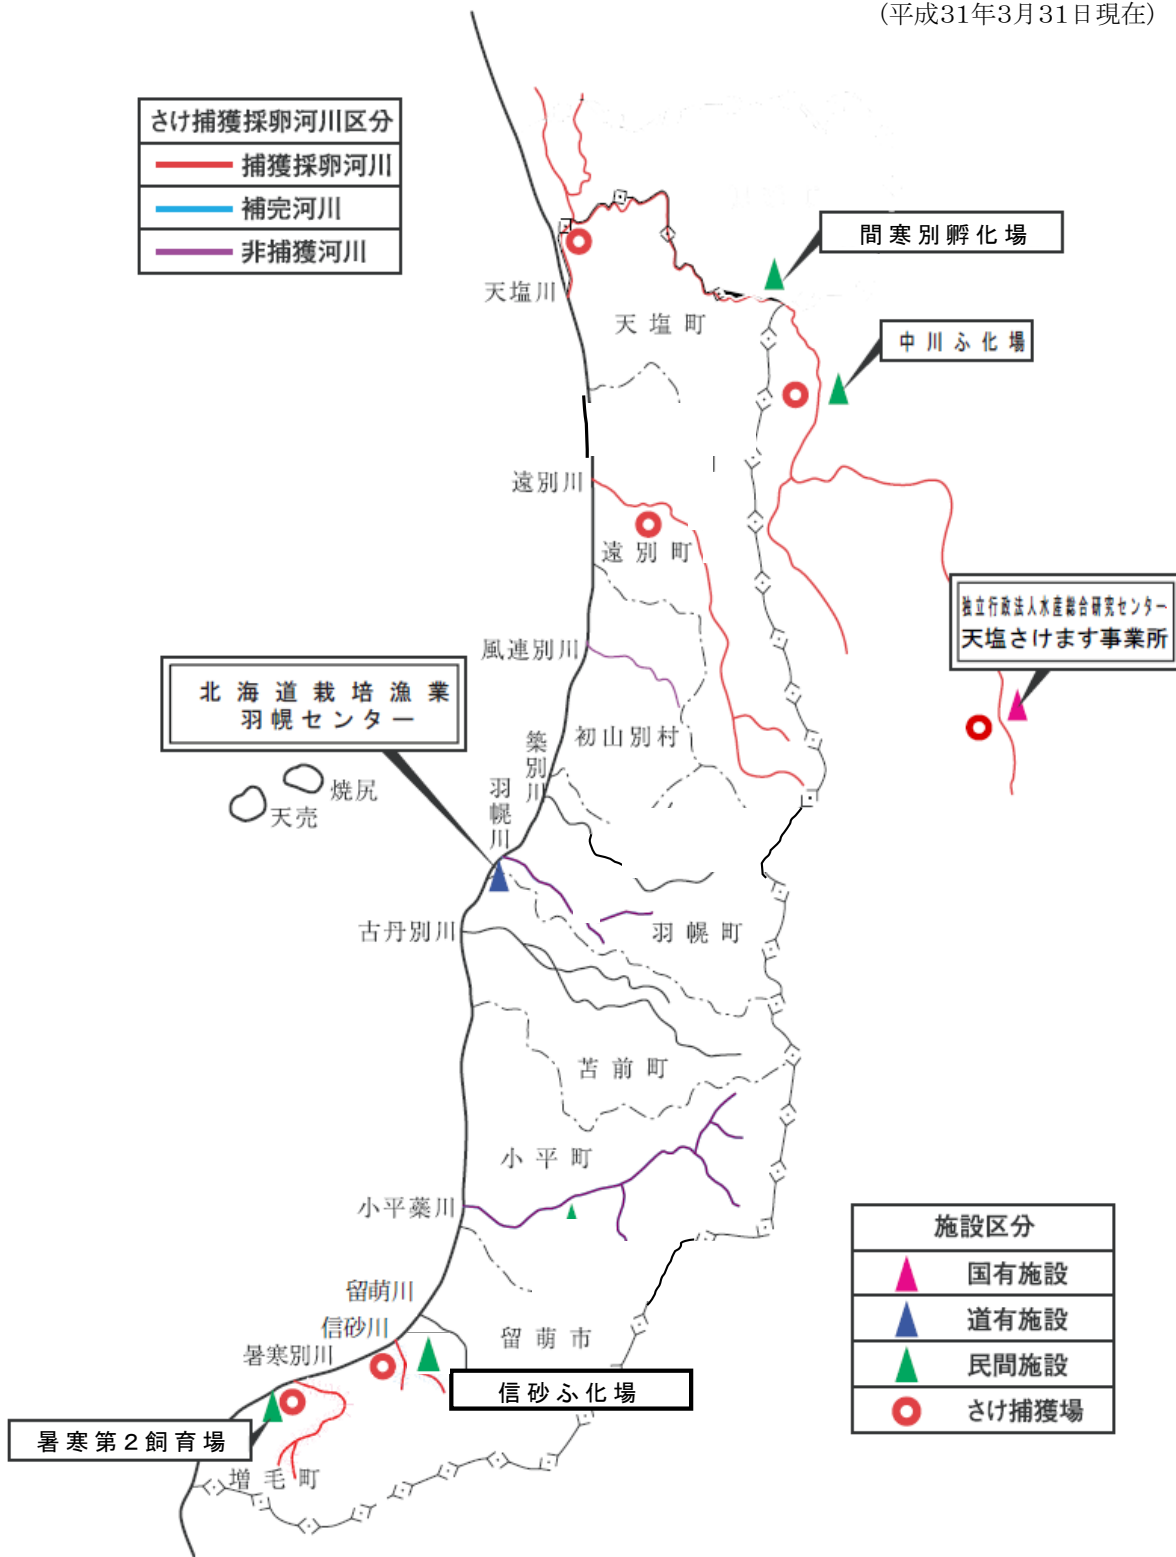 (平成31年3月31日現在)
さけ捕獲採卵河川区分
捕獲採卵河川
補完河川
非捕獲河川
間寒別孵化場
天塩川
天塩町
中川ふ化場
遠別川
遠別町
独立行政法人水産総合研究センター
天塩さけます事業所
風連別川
北海道栽培漁業
羽幌センター
初山別村
築別川
羽幌川
焼尻
天売
古丹別川
羽幌町
苫前町
小平町
小平蘂川
施設区分
国有施設
道有施設
民間施設
さけ捕獲場
留萌川
信砂川
留萌市
暑寒別川
信砂ふ化場
暑寒第2飼育場
増毛町